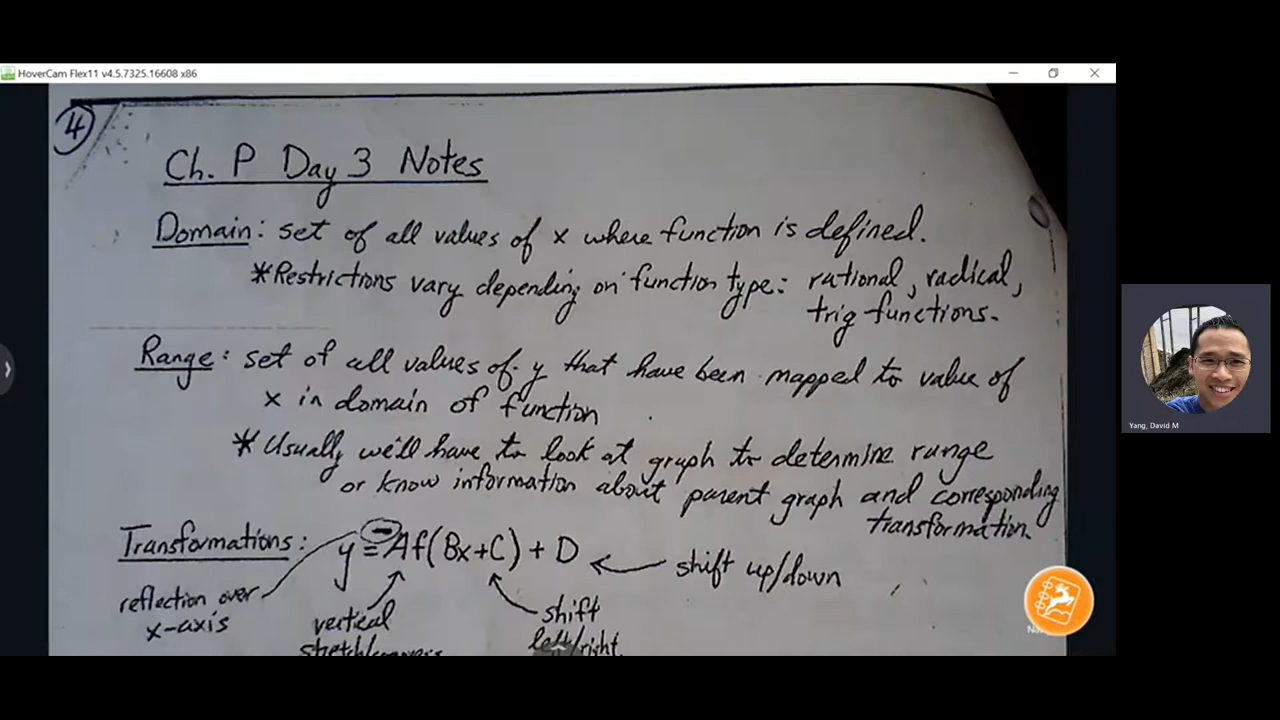 HoverCam Flex11 v4.5.7325.16608 x86
4
Ch. P Day 3 Notes
Domain: set of all values of x where function is defined.
*Restrictions vary depending on function type: rational, radical,
trig functions.
Range: set of all values of y that have been mapped to value of
x in domain of function
*Usually we'll have to look at graph to determine range
or know information about parent graph and corresponding
transformation.
Transformations: y = -Af(Bx+C) + D
shift up/down
reflection over
x-axis
vertical
shift
left/right
Yang, David M